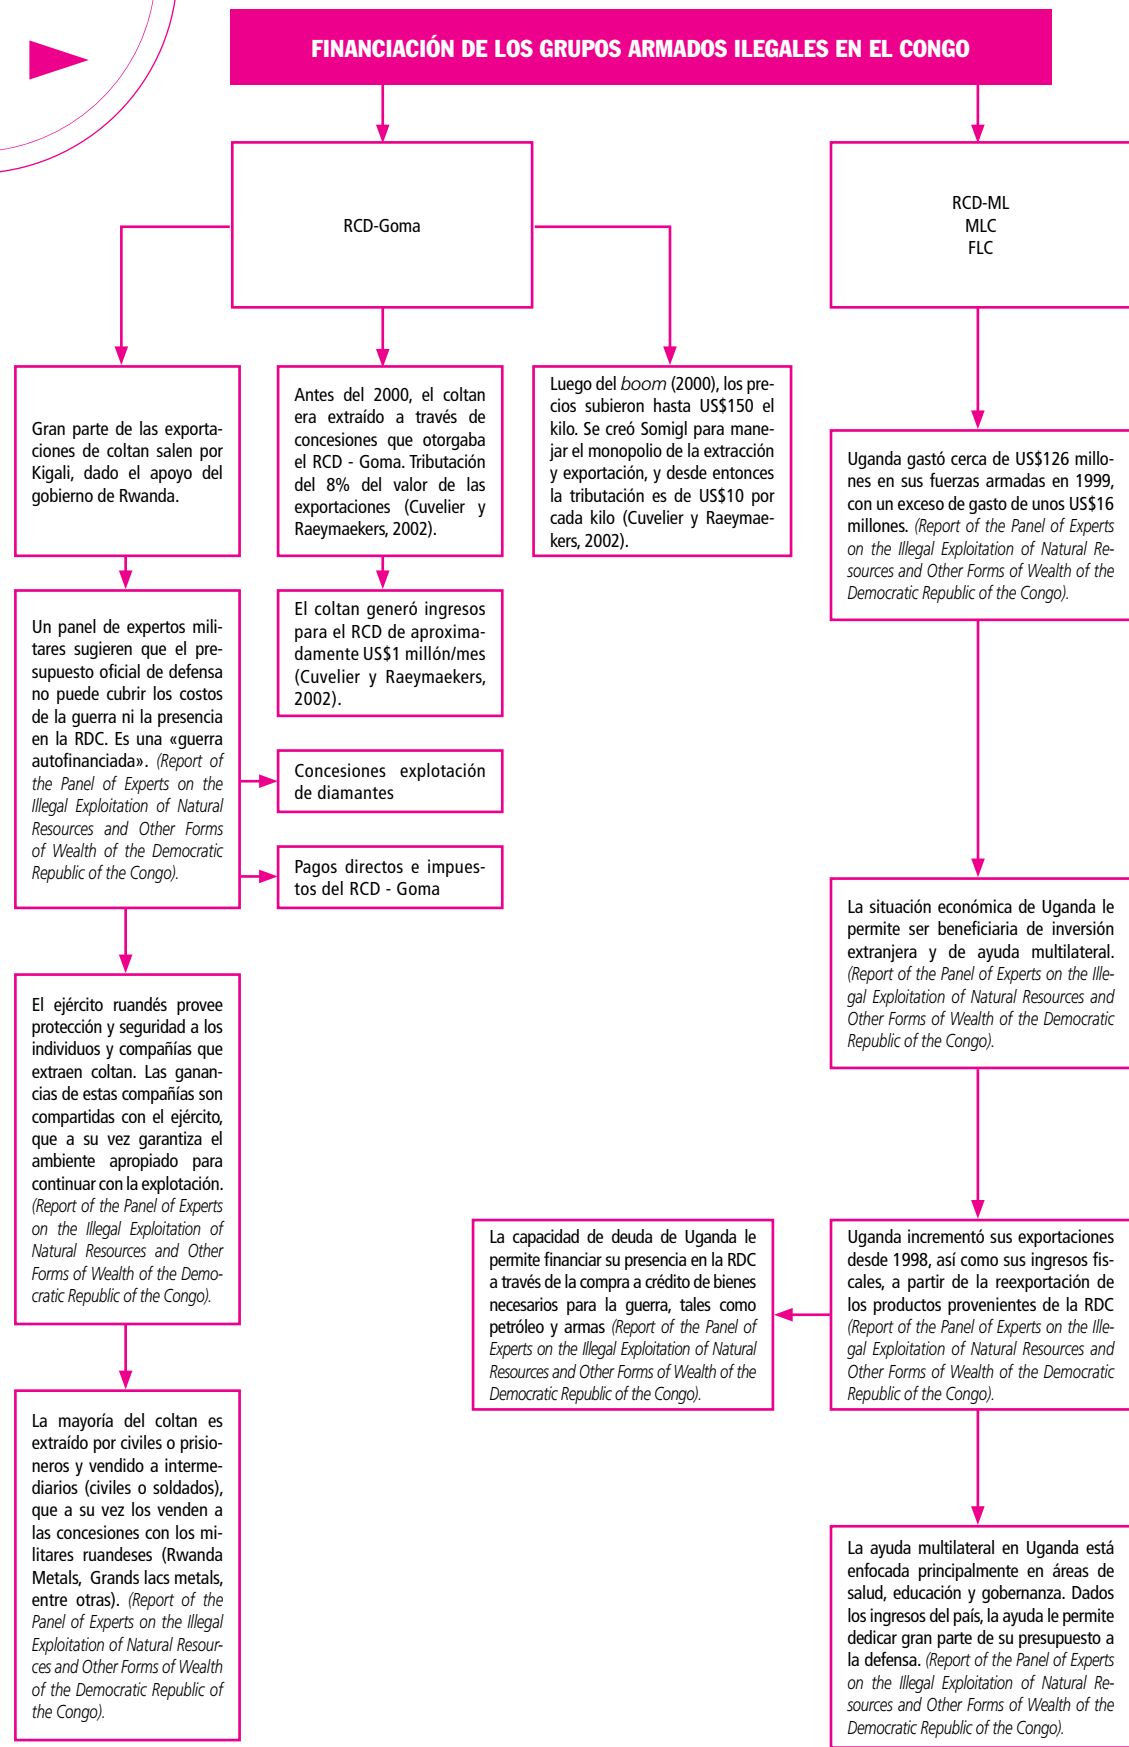 FINANCIACIÓN DE LOS GRUPOS ARMADOS ILEGALES EN EL CONGO
RCD-Goma
RCD-ML
MLC
FLC
Gran parte de las exporta-
ciones de coltan salen por
Kigali, dado el apoyo del
gobierno de Rwanda.
Antes del 2000, el coltan
era extraído a través de
concesiones que otorgaba
el RCD - Goma. Tributación
del 8% del valor de las
exportaciones (Cuvelier y
Raeymaekers, 2002).
Luego del boom (2000), los pre-
cios subieron hasta US$150 el
kilo. Se creó Somigl para mane-
jar el monopolio de la extracción
y exportación, y desde entonces
la tributación es de US$10 por
cada kilo (Cuvelier y Raeymae-
kers, 2002).
Uganda gastó cerca de US$126 millo-
nes en sus fuerzas armadas en 1999,
con un exceso de gasto de unos US$16
millones. (Report of the Panel of Experts
on the Illegal Exploitation of Natural Re-
sources and Other Forms of Wealth of the
Democratic Republic of the Congo).
Un panel de expertos mili-
tares sugieren que el pre-
supuesto oficial de defensa
no puede cubrir los costos
de la guerra ni la presencia
en la RDC. Es una «guerra
autofinanciada». (Report of
the Panel of Experts on the
Illegal Exploitation of Natural
Resources and Other Forms
of Wealth of the Democratic
Republic of the Congo).
El coltan generó ingresos
para el RCD de aproxima-
damente US$1 millón/mes
(Cuvelier y Raeymaekers,
2002).
Concesiones explotación
de diamantes
Pagos directos e impues-
tos del RCD - Goma
La situación económica de Uganda le
permite ser beneficiaria de inversión
extranjera y de ayuda multilateral.
(Report of the Panel of Experts on the Ille-
gal Exploitation of Natural Resources and
Other Forms of Wealth of the Democratic
Republic of the Congo).
El ejército ruandés provee
protección y seguridad a los
individuos y compañías que
extraen coltan. Las ganan-
cias de estas compañías son
compartidas con el ejército,
que a su vez garantiza el
ambiente apropiado para
continuar con la explotación.
(Report of the Panel of Experts
on the Illegal Exploitation of
Natural Resources and Other
Forms of Wealth of the Demo-
cratic Republic of the Congo).
La capacidad de deuda de Uganda le
permite financiar su presencia en la RDC
a través de la compra a crédito de bienes
necesarios para la guerra, tales como
petróleo y armas (Report of the Panel of
Experts on the Illegal Exploitation of Natural
Resources and Other Forms of Wealth of the
Democratic Republic of the Congo).
Uganda incrementó sus exportaciones
desde 1998, así como sus ingresos fis-
cales, a partir de la reexportación de
los productos provenientes de la RDC
(Report of the Panel of Experts on the Ille-
gal Exploitation of Natural Resources and
Other Forms of Wealth of the Democratic
Republic of the Congo).
La mayoría del coltan es
extraído por civiles o prisio-
neros y vendido a interme-
diarios (civiles o soldados),
que a su vez los venden a
las concesiones con los mi-
litares ruandeses (Rwanda
Metals, Grands lacs metals,
entre otras). (Report of the
Panel of Experts on the Illegal
Exploitation of Natural Resour-
ces and Other Forms of Wealth
of the Democratic Republic of
the Congo).
La ayuda multilateral en Uganda está
enfocada principalmente en áreas de
salud, educación y gobernanza. Dados
los ingresos del país, la ayuda le permite
dedicar gran parte de su presupuesto a
la defensa. (Report of the Panel of Experts
on the Illegal Exploitation of Natural Re-
sources and Other Forms of Wealth of the
Democratic Republic of the Congo).